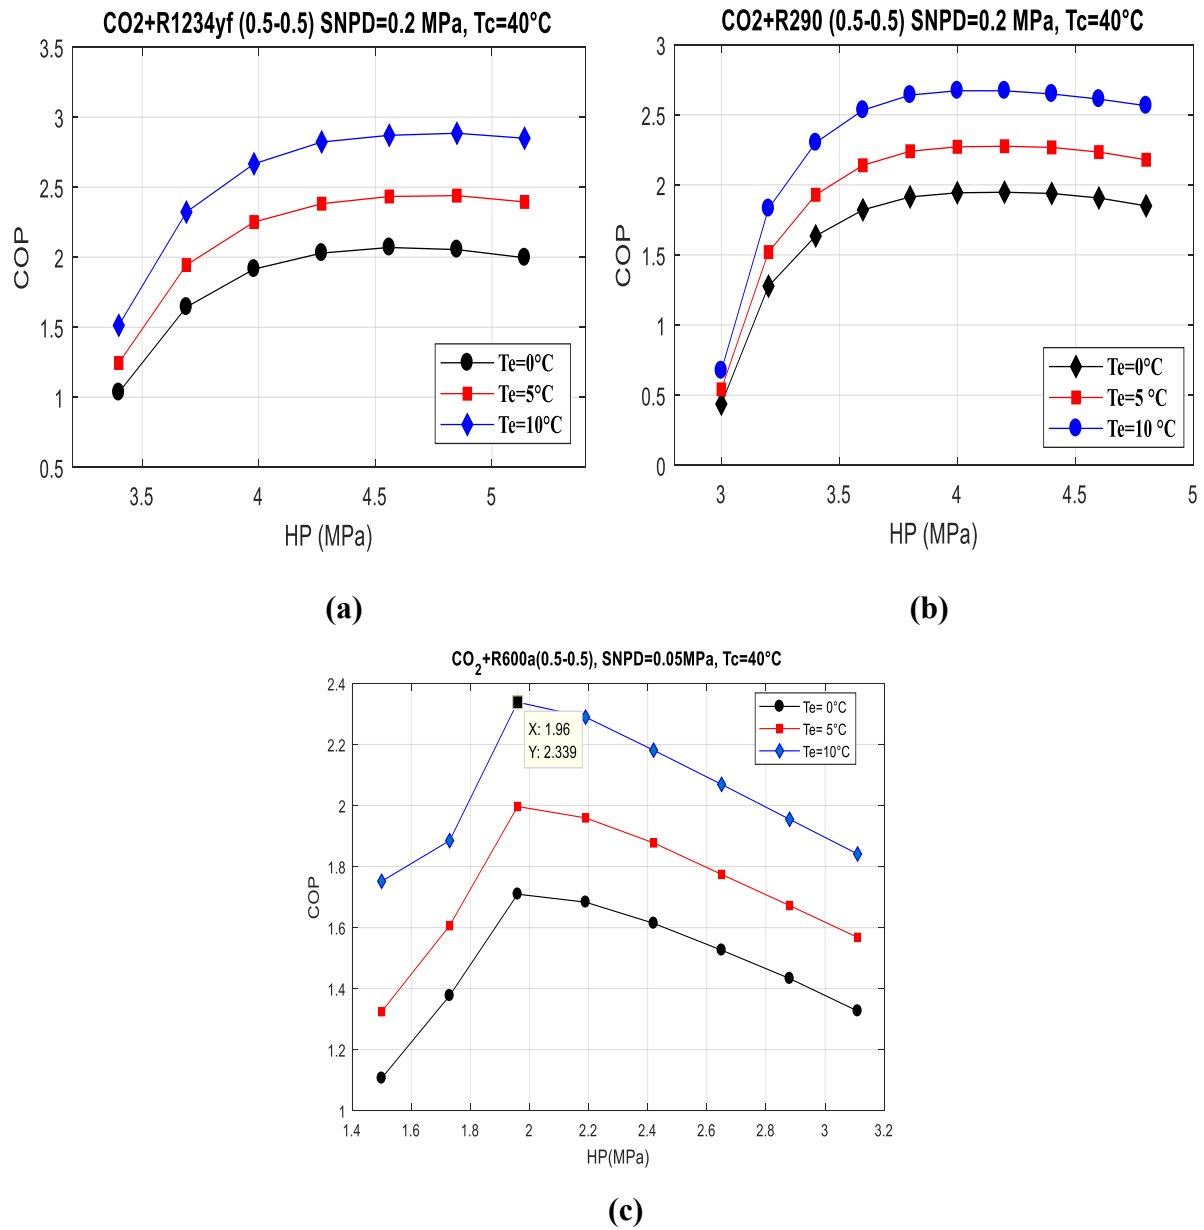 CO2+R1234yf (0.5-0.5) SNPD=0.2 MPa, Tc=40°C
3.5
3
2.5
2
1.5
1
0.5
COP
3.5
4
4.5
5
HP (MPa)
Te=0°C
Te=5°C
Te=10°C
(a)
CO2+R290 (0.5-0.5) SNPD=0.2 MPa, Tc=40°C
3
2.5
2
1.5
1
0.5
0
COP
3
3.5
4
4.5
5
HP (MPa)
Te=0°C
Te=5 °C
Te=10 °C
(b)
CO2+R600a(0.5-0.5), SNPD=0.05MPa, Tc=40°C
2.4
2.2
2
1.8
1.6
1.4
1.2
1
COP
1.4
1.6
1.8
2
2.2
2.4
2.6
2.8
3
3.2
HP(MPa)
X: 1.96
Y: 2.339
Te= 0°C
Te= 5°C
Te=10°C
(c)